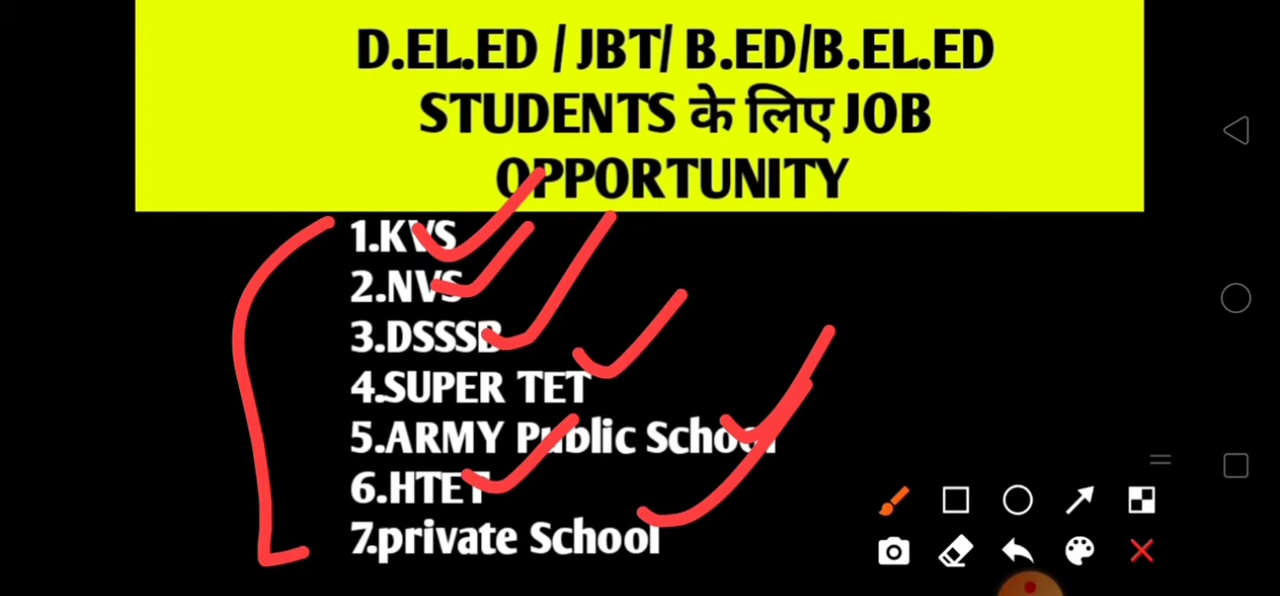 D.EL.ED / JBT/ B.ED/B.EL.ED
STUDENTS के लिए JOB
OPPORTUNITY
1.KVS
2.NVS
3.DSSSB
4.SUPER TET
5.ARMY Public School
6.HTET
7.private School